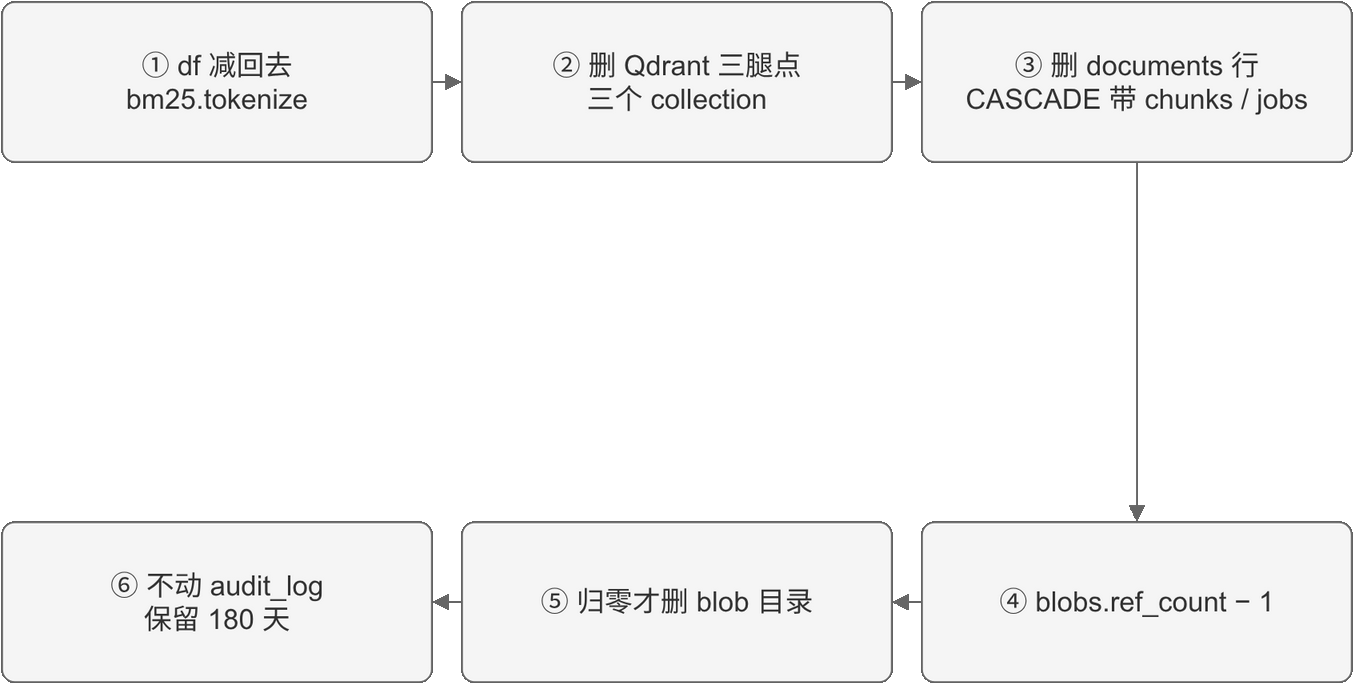 ① df 减回去
bm25.tokenize
② 删 Qdrant 三腿点
三个 collection
③ 删 documents 行
CASCADE 带 chunks / jobs
④ blobs.ref_count − 1
⑤ 归零才删 blob 目录
⑥ 不动 audit_log
保留 180 天